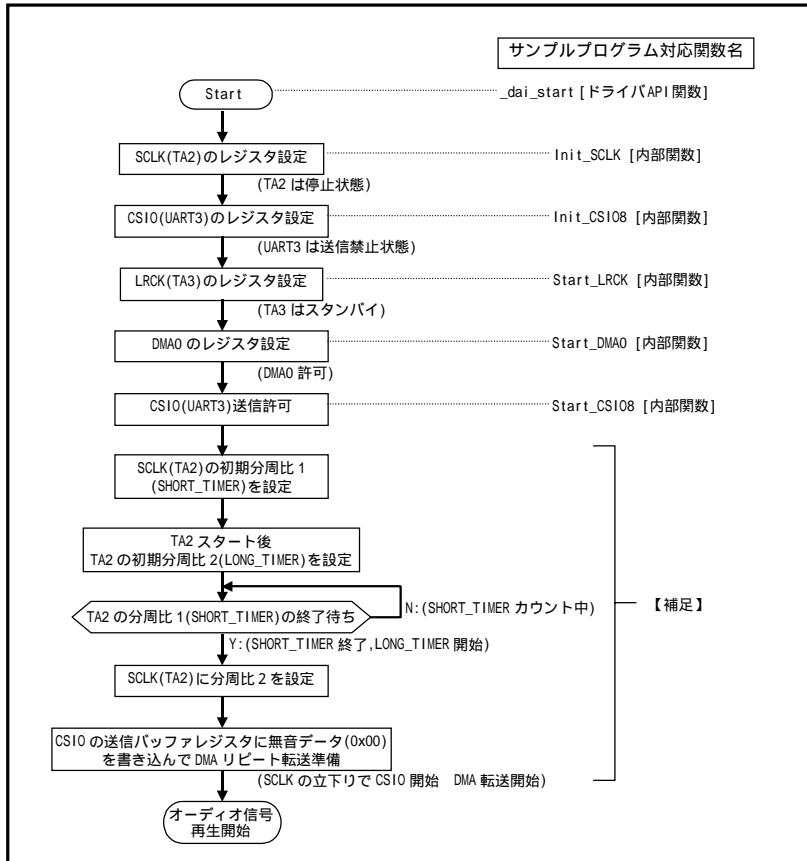 サンプルプログラム対応関数名
Start
_dai_start [ドライバAPI関数]
SCLK(TA2)のレジスタ設定
Init_SCLK [内部関数]
(TA2 は停止状態)
CSIO(UART3)のレジスタ設定
Init_CSIO8 [内部関数]
(UART3 は送信禁止状態)
LRCK(TA3)のレジスタ設定
Start_LRCK [内部関数]
(TA3 はスタンバイ)
DMA0 のレジスタ設定
Start_DMA0 [内部関数]
(DMA0 許可)
CSIO(UART3)送信許可
Start_CSIO8 [内部関数]
SCLK(TA2)の初期分周比 1
(SHORT_TIMER)を設定
TA2 スタート後
TA2 の初期分周比 2(LONG_TIMER)を設定
TA2 の分周比 1(SHORT_TIMER)の終了待ち
N:(SHORT_TIMER カウント中)
【補足】
Y:(SHORT_TIMER 終了,LONG_TIMER 開始)
SCLK(TA2)に分周比 2 を設定
CSIO の送信バッファレジスタに無音データ(0x00)
を書き込んで DMA リピート転送準備
(SCLK の立下りで CSIO 開始　DMA 転送開始)
オーディオ信号
再生開始